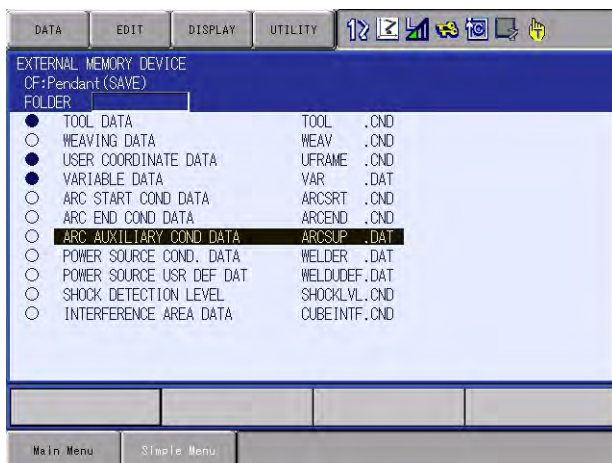 DATA EDIT DISPLAY UTILITY
EXTERNAL MEMORY DEVICE
CF:Pendant(SAVE)
FOLDER
TOOL DATA TOOL .CND
WEAVING DATA WEAV .CND
USER COORDINATE DATA UFRAME .CND
VARIABLE DATA VAR .DAT
ARC START COND DATA ARCSRT .CND
ARC END COND DATA ARCEND .CND
ARC AUXILIARY COND DATA ARCSUP .DAT
POWER SOURCE COND. DATA WELDER .DAT
POWER SOURCE USR DEF DAT WELDUDEF.DAT
SHOCK DETECTION LEVEL SHOCKLVL.CND
INTERFERENCE AREA DATA CUBEINTF.CND
Main Menu Simple Menu